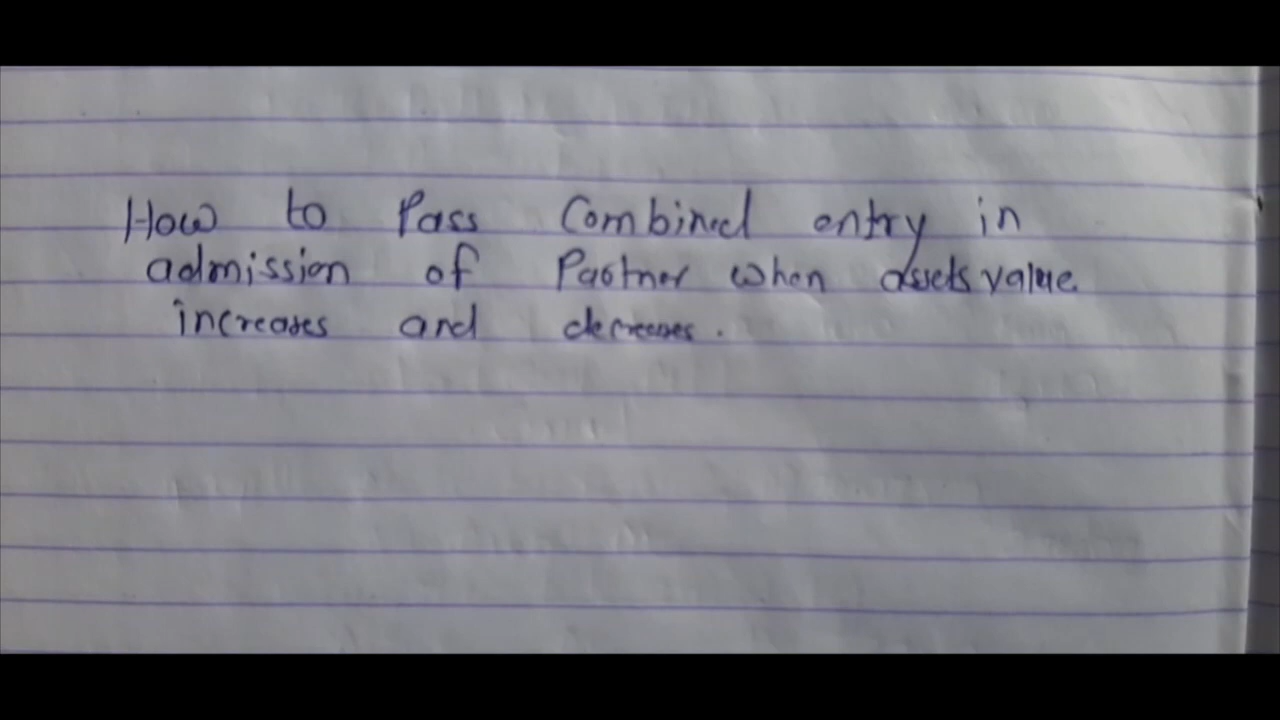 How to Pass Combined entry in
admission of Partner when assets value
increases and decreases.